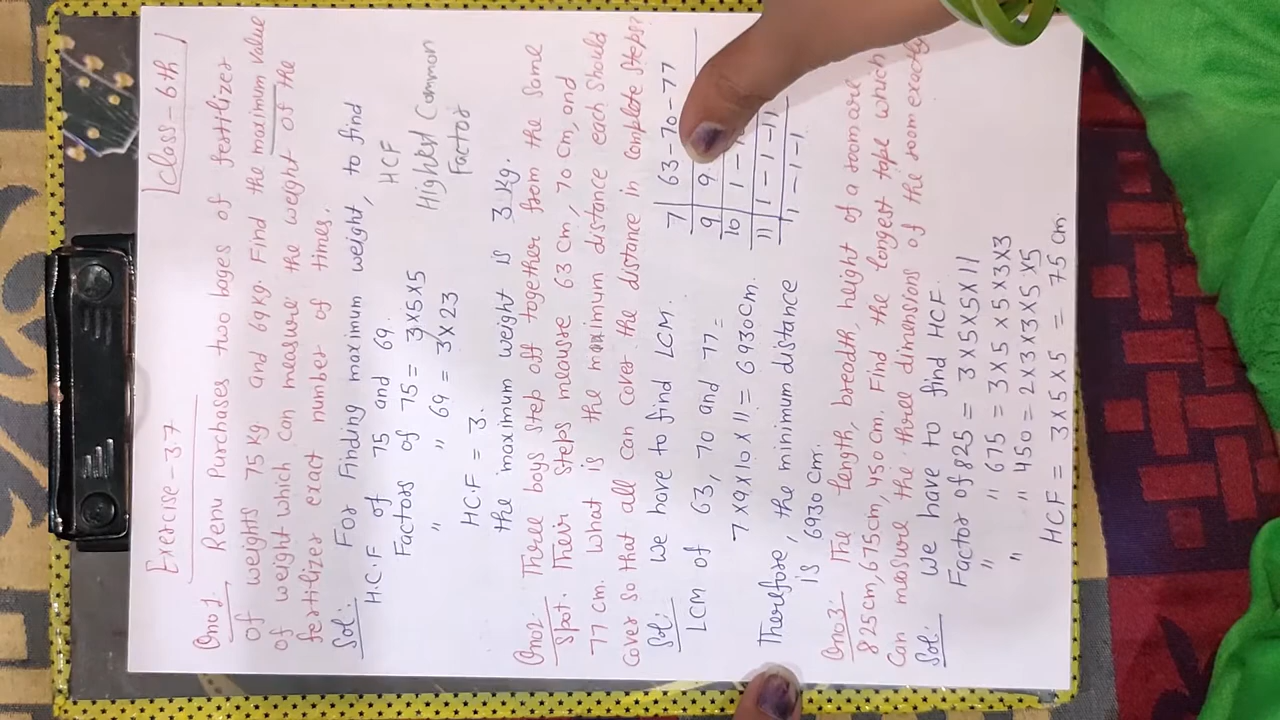 Class-6th
Exercise-37
Qno1. Renu Purchases two bages of fertilizer
of weights 75 Kg and 69 Kg. Find the maximum value
of weight which can measure the weight of the
fertilizer exact number of times.
Sol: For Finding maximum weight, to find
H.C.F of 75 and 69.
HCF
Factors of 75 = 3×5×5
Highest Common
" " 69 = 3×23
Factor
H.C.F = 3.
the maximum weight is 3 Kg.
Qno2. Three boys step off together from the same
spot. Their steps measure 63 Cm, 70 Cm, and
77 Cm. What is the maximum distance each should
Cover so that all can cover the distance in complete steps?
Sol: We have to find LCM.
LCM of 63, 70 and 77 =
7×9×10×11 = 6930 Cm.
7 | 63-70-77
9 | 9
10 | 1 -
11 | 1 - 1 - 11
1, -1 -1
Therefore, the minimum distance
is 6930 cm.
Qno3: The length, breadth, height of a room are
825cm, 675cm, 450 Cm. Find the longest tape which
Can measure the three dimensions of the room exactly
Sol: We have to find HCF.
Factor of 825 = 3×5×5×11
" " 675 = 3×5×5×3×3
" " 450 = 2×3×3×5×5
HCF = 3×5×5 = 75 Cm